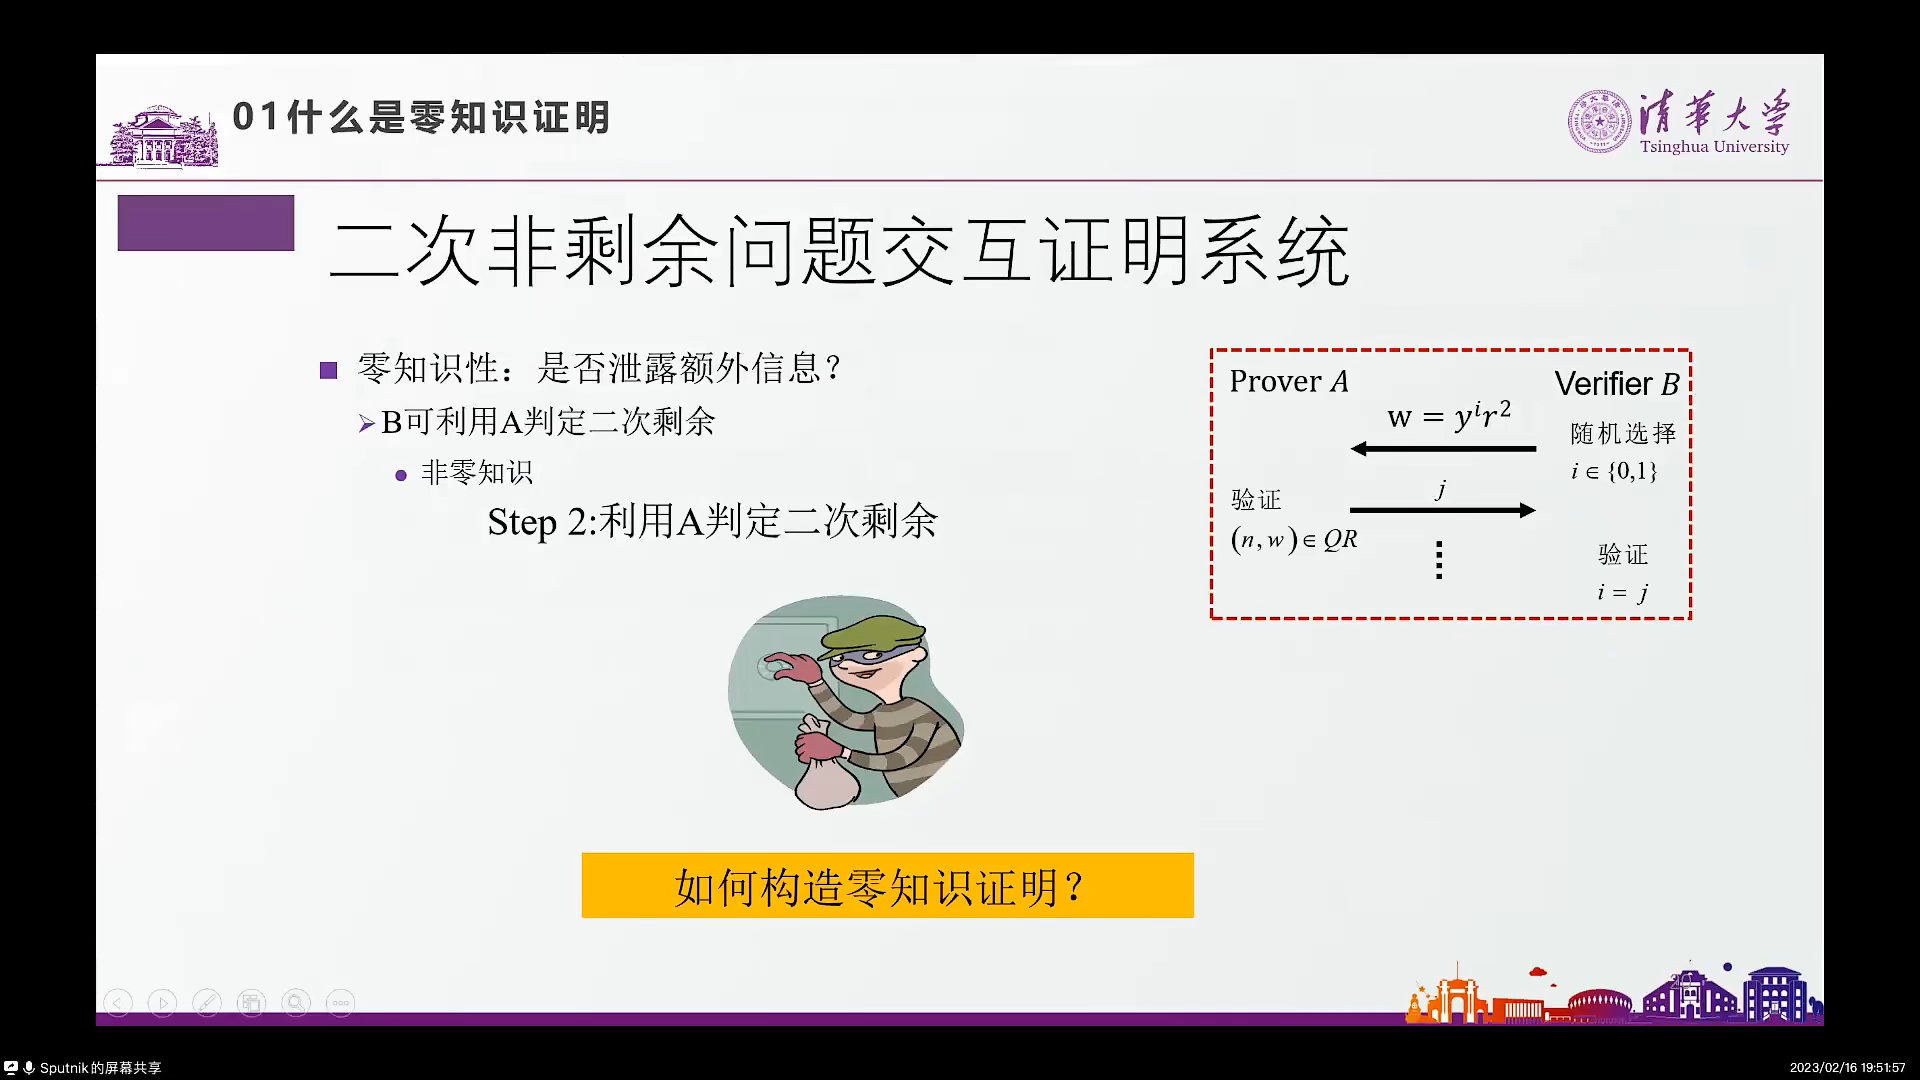 01什么是零知识证明
清華大学
Tsinghua University
二次非剩余问题交互证明系统
零知识性：是否泄露额外信息？
B可利用A判定二次剩余
非零知识
Step 2:利用A判定二次剩余
Prover A
Verifier B
w = yⁱr²
随机选择
i ∈ {0,1}
j
验证
(n, w) ∈ QR
验证
i = j
如何构造零知识证明？
Sputnik的屏幕共享
2023/02/16 19:51:57